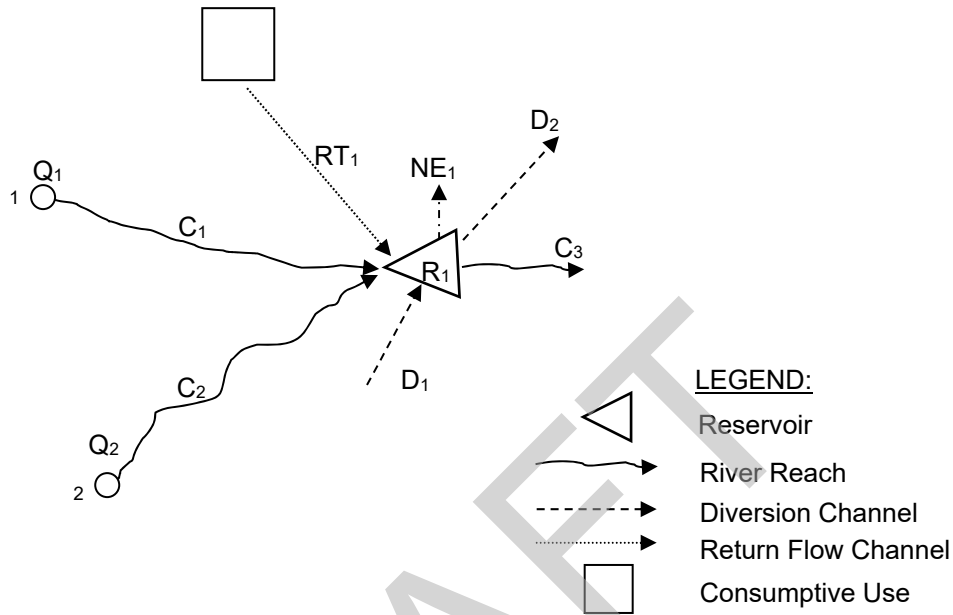 D₂
RT₁
NE₁
Q₁
1
C₁
C₃
R₁
D₁
C₂
Q₂
2
LEGEND:
Reservoir
River Reach
Diversion Channel
Return Flow Channel
Consumptive Use